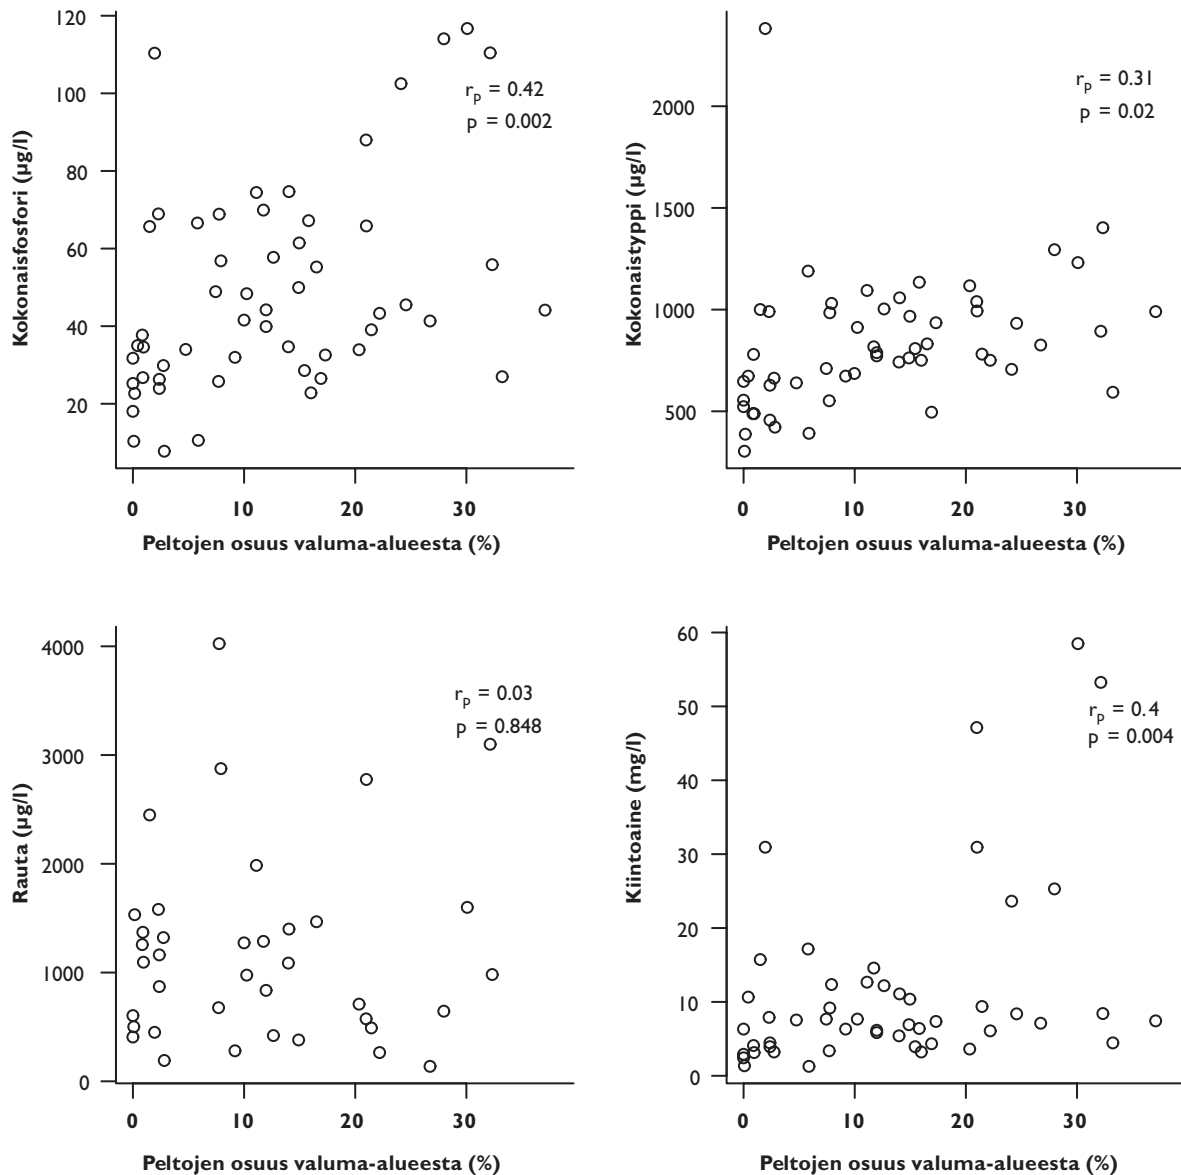 120
100
80
60
40
20
Kokonaisfosfori (µg/l)
rp = 0.42
p = 0.002
0 10 20 30
Peltojen osuus valuma-alueesta (%)
2000
1500
1000
500
Kokonaistyppi (µg/l)
rp = 0.31
p = 0.02
0 10 20 30
Peltojen osuus valuma-alueesta (%)
4000
3000
2000
1000
0
Rauta (µg/l)
rp = 0.03
p = 0.848
0 10 20 30
Peltojen osuus valuma-alueesta (%)
60
50
40
30
20
10
0
Kiintoaine (mg/l)
rp = 0.4
p = 0.004
0 10 20 30
Peltojen osuus valuma-alueesta (%)